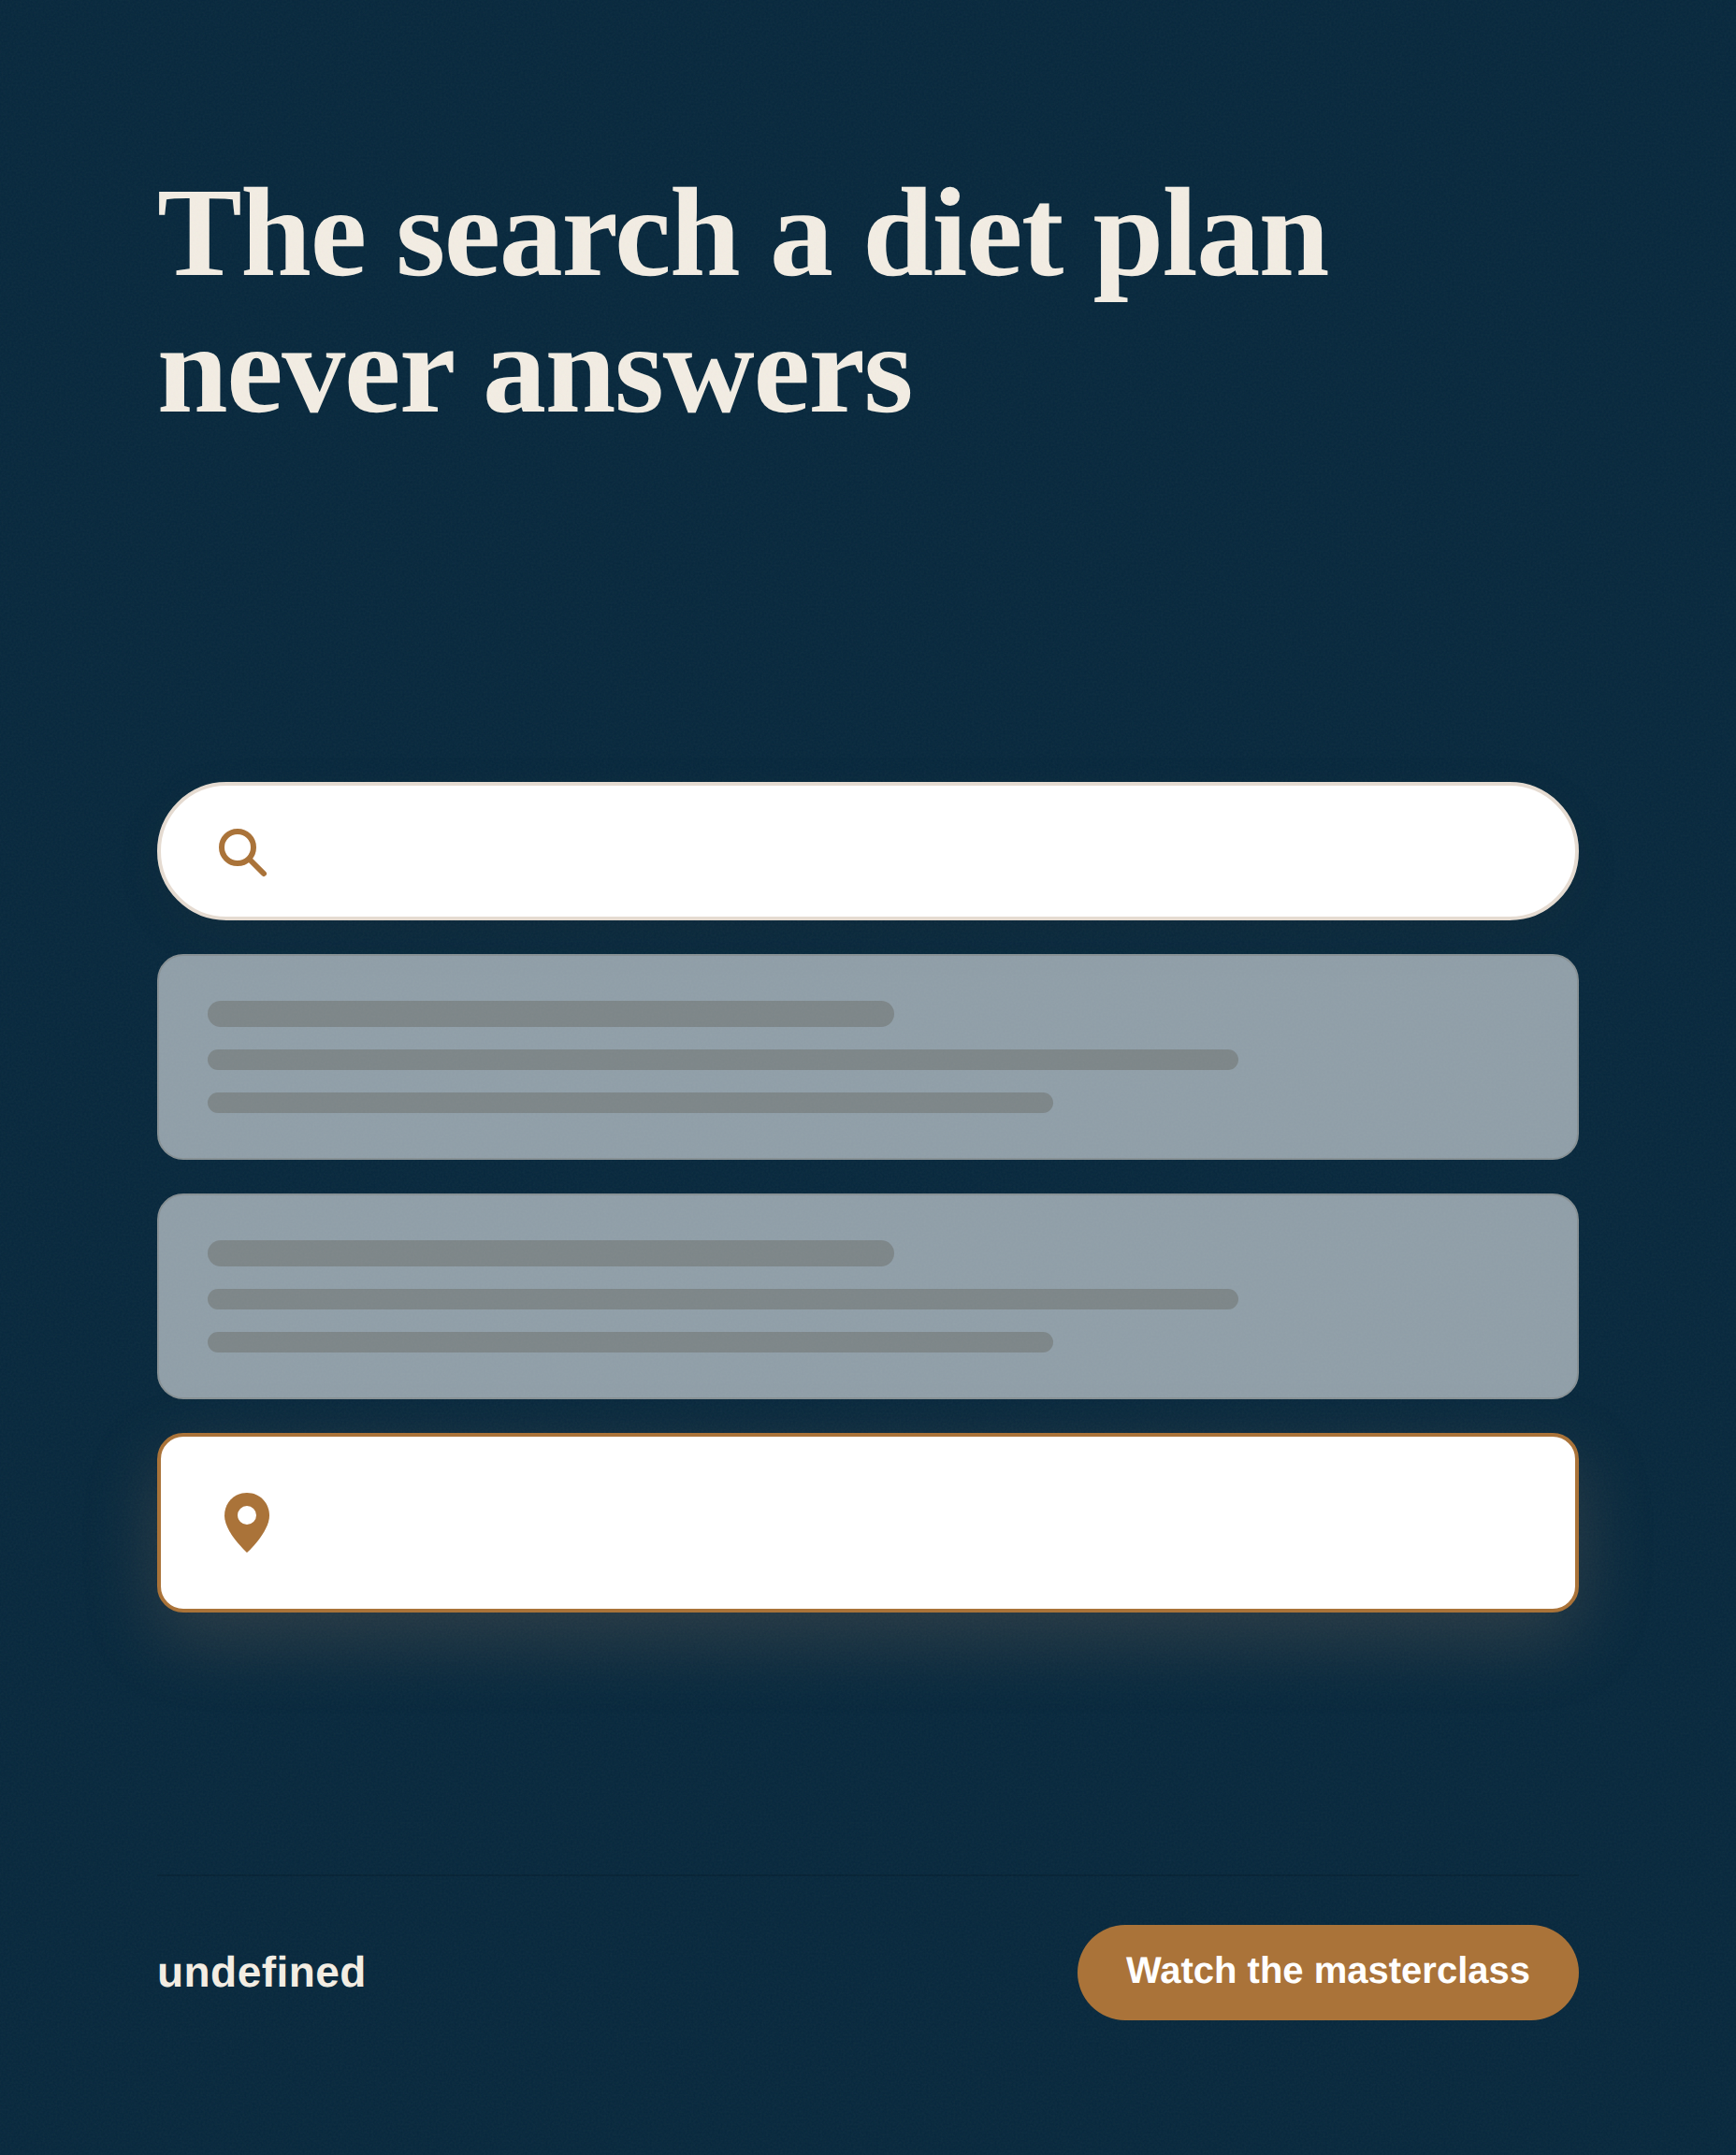 The search a diet plan
never answers
undefined
Watch the masterclass